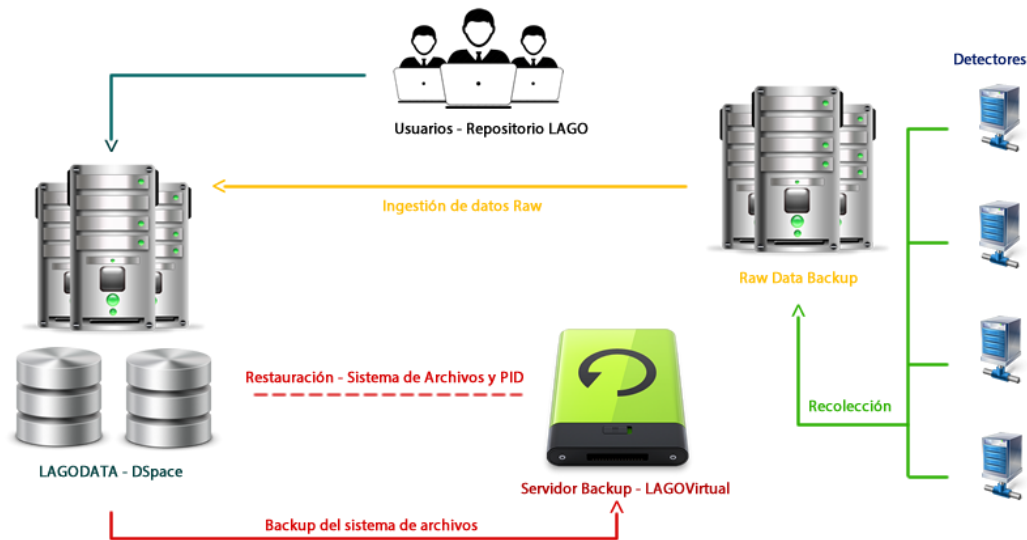 Detectores
Usuarios - Repositorio LAGO
Ingestión de datos Raw
Raw Data Backup
Restauración - Sistema de Archivos y PID
Recolección
LAGODATA - DSpace
Servidor Backup - LAGOVirtual
Backup del sistema de archivos